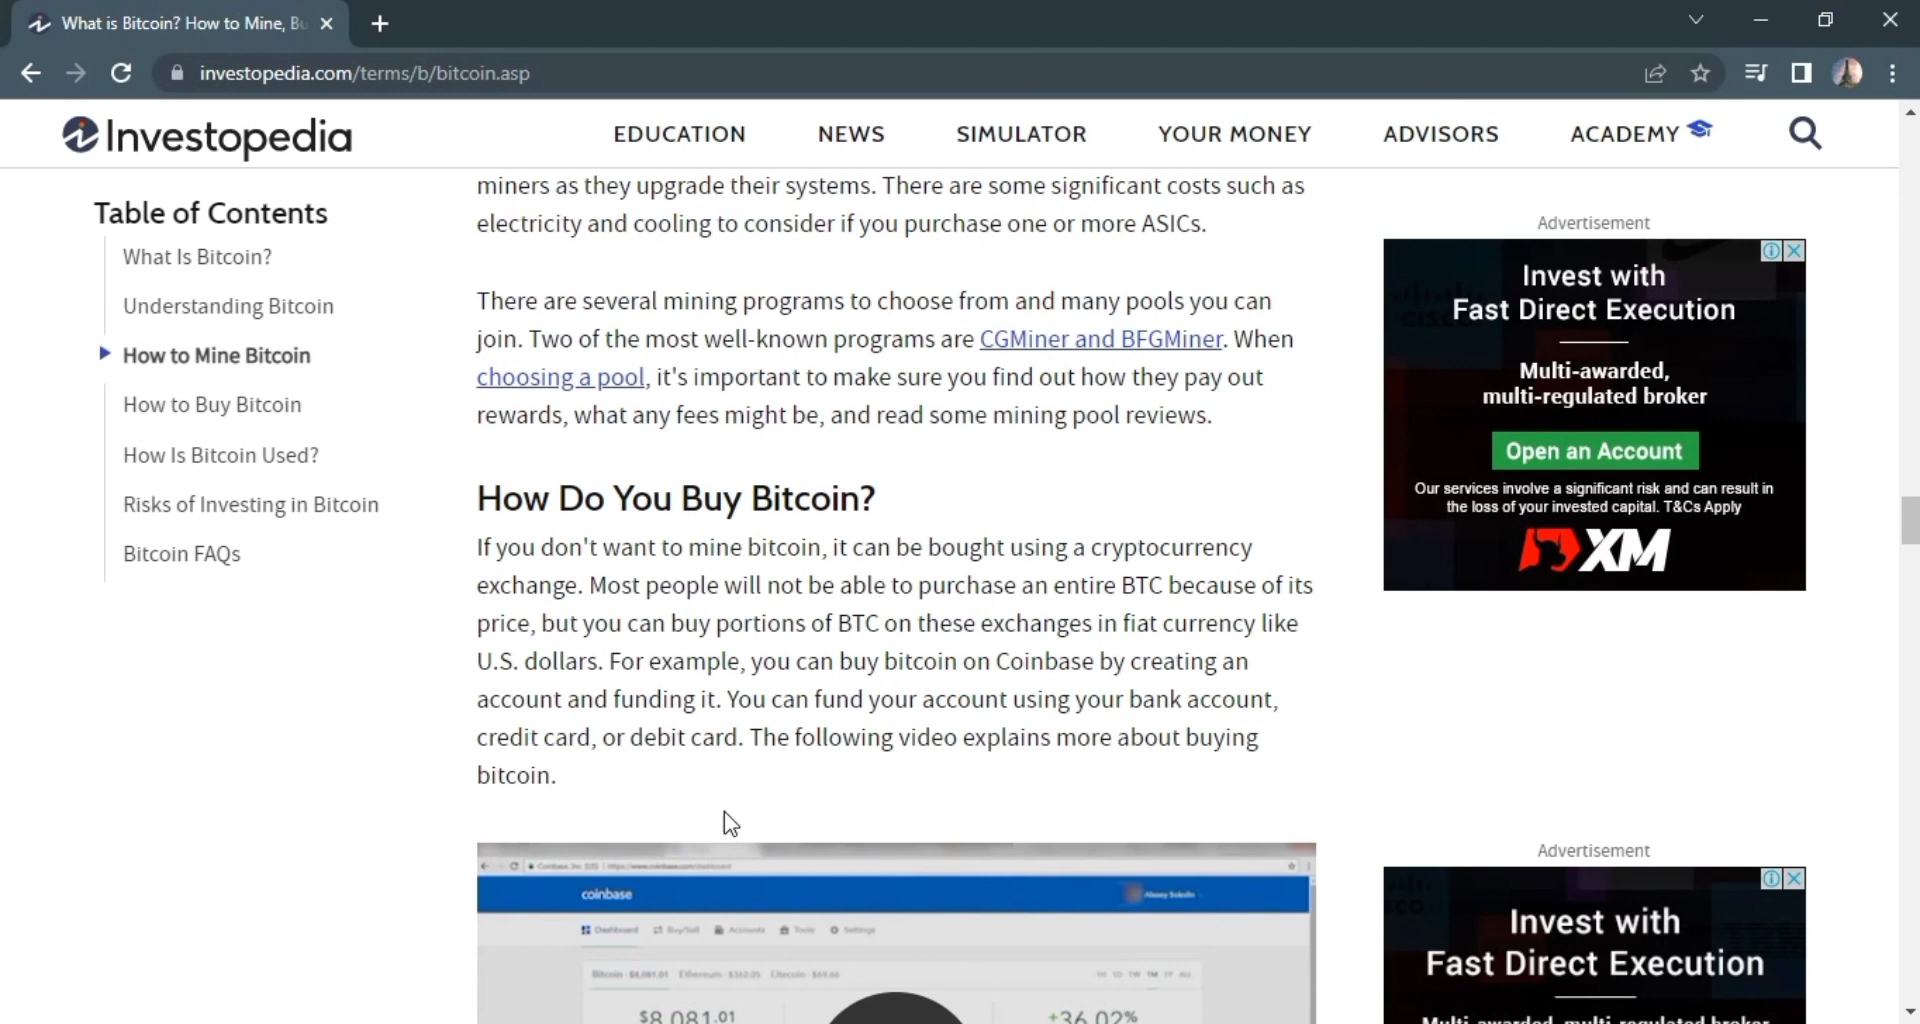 What is Bitcoin? How to Mine, Bu
investopedia.com/terms/b/bitcoin.asp
Investopedia
EDUCATION NEWS SIMULATOR YOUR MONEY ADVISORS ACADEMY
Table of Contents
What Is Bitcoin?
Understanding Bitcoin
How to Mine Bitcoin
How to Buy Bitcoin
How Is Bitcoin Used?
Risks of Investing in Bitcoin
Bitcoin FAQs
miners as they upgrade their systems. There are some significant costs such as
electricity and cooling to consider if you purchase one or more ASICs.
There are several mining programs to choose from and many pools you can
join. Two of the most well-known programs are CGMiner and BFGMiner. When
choosing a pool, it's important to make sure you find out how they pay out
rewards, what any fees might be, and read some mining pool reviews.
How Do You Buy Bitcoin?
If you don't want to mine bitcoin, it can be bought using a cryptocurrency
exchange. Most people will not be able to purchase an entire BTC because of its
price, but you can buy portions of BTC on these exchanges in fiat currency like
U.S. dollars. For example, you can buy bitcoin on Coinbase by creating an
account and funding it. You can fund your account using your bank account,
credit card, or debit card. The following video explains more about buying
bitcoin.
coinbase
Dashboard Buy/Sell Accounts Tools Settings
Bitcoin · $8,081.01 Ethereum · $362.05 Litecoin · $69.66
$8,081.01
+36.02%
Advertisement
Invest with
Fast Direct Execution
Multi-awarded,
multi-regulated broker
Open an Account
Our services involve a significant risk and can result in
the loss of your invested capital. T&Cs Apply
XM
Advertisement
Invest with
Fast Direct Execution
Multi-awarded, multi-regulated broker